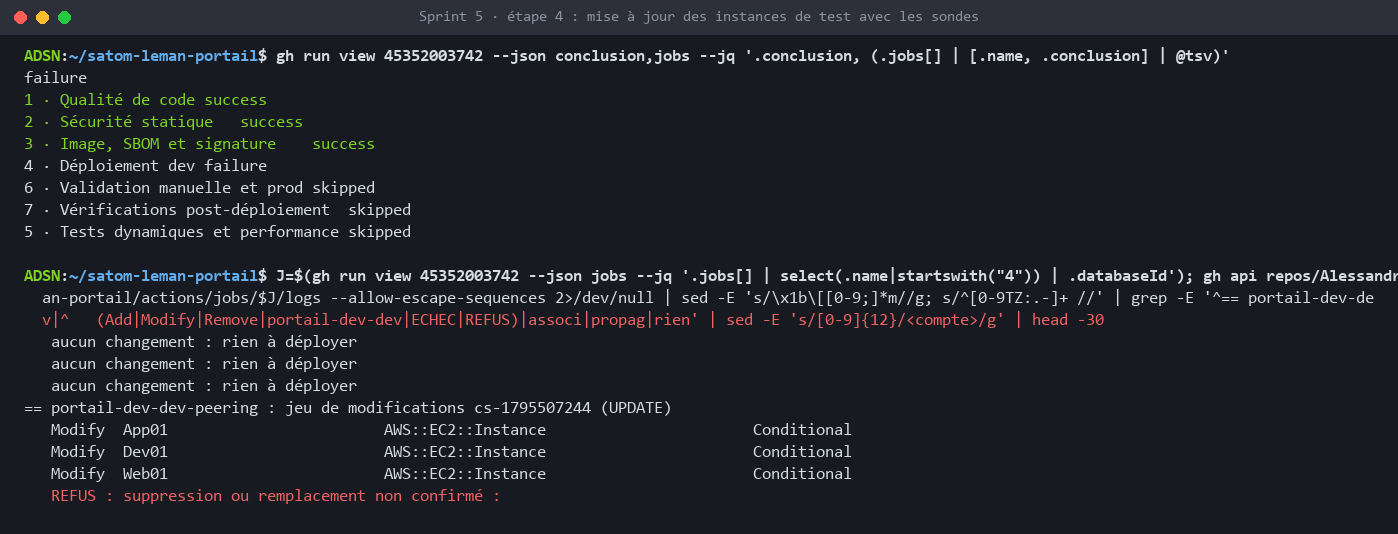 Sprint 5 · étape 4 : mise à jour des instances de test avec les sondes
ADSN:~/satom-leman-portail$ gh run view 45352003742 --json conclusion,jobs --jq '.conclusion, (.jobs[] | [.name, .conclusion] | @tsv)'
failure
1 · Qualité de code success
2 · Sécurité statique   success
3 · Image, SBOM et signature    success
4 · Déploiement dev failure
6 · Validation manuelle et prod skipped
7 · Vérifications post-déploiement  skipped
5 · Tests dynamiques et performance skipped
ADSN:~/satom-leman-portail$ J=$(gh run view 45352003742 --json jobs --jq '.jobs[] | select(.name|startswith("4")) | .databaseId'); gh api repos/Alessandr
an-portail/actions/jobs/$J/logs --allow-escape-sequences 2>/dev/null | sed -E 's/\x1b\[[0-9;]*m//g; s/^[0-9TZ:.-]+ //' | grep -E '^== portail-dev-de
v|^   (Add|Modify|Remove|portail-dev-dev|ECHEC|REFUS)|associ|propag|rien' | sed -E 's/[0-9]{12}/<compte>/g' | head -30
aucun changement : rien à déployer
aucun changement : rien à déployer
aucun changement : rien à déployer
== portail-dev-dev-peering : jeu de modifications cs-1795507244 (UPDATE)
Modify  App01                        AWS::EC2::Instance                       Conditional
Modify  Dev01                        AWS::EC2::Instance                       Conditional
Modify  Web01                        AWS::EC2::Instance                       Conditional
REFUS : suppression ou remplacement non confirmé :